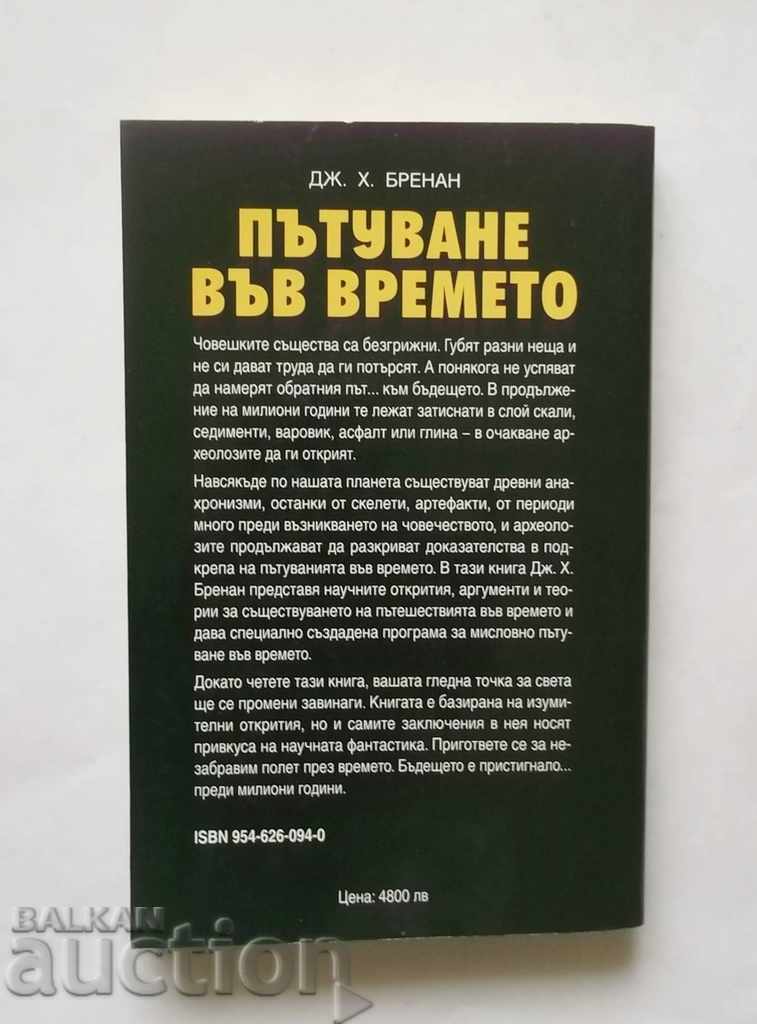 ДЖ. Х. БРЕНАН
ПЪТУВАНЕ
ВЪВ ВРЕМЕТО
Човешките същества са безгрижни. Губят разни неща и
не си дават труда да ги потърсят. А понякога не успяват
да намерят обратния път... към бъдещето. В продълже-
ние на милиони години те лежат затиснати в слой скали,
седименти, варовик, асфалт или глина – в очакване ар-
хеолозите да ги открият.
Навсякъде по нашата планета съществуват древни ана-
хронизми, останки от скелети, артефакти, от периоди
много преди възникването на човечеството, и археоло-
зите продължават да разкриват доказателства в под-
крепа на пътуванията във времето. В тази книга Дж. Х.
Бренан представя научните открития, аргументи и тео-
рии за съществуването на пътешествията във времето и
дава специално създадена програма за мисловно пъту-
ване във времето.
Докато четете тази книга, вашата гледна точка за света
ще се промени завинаги. Книгата е базирана на изуми-
телни открития, но и самите заключения в нея носят
привкуса на научната фантастика. Пригответе се за не-
забравим полет през времето. Бъдещето е пристигнало...
преди милиони години.
ISBN 954-626-094-0
Цена: 4800 лв
BALKAN
auction